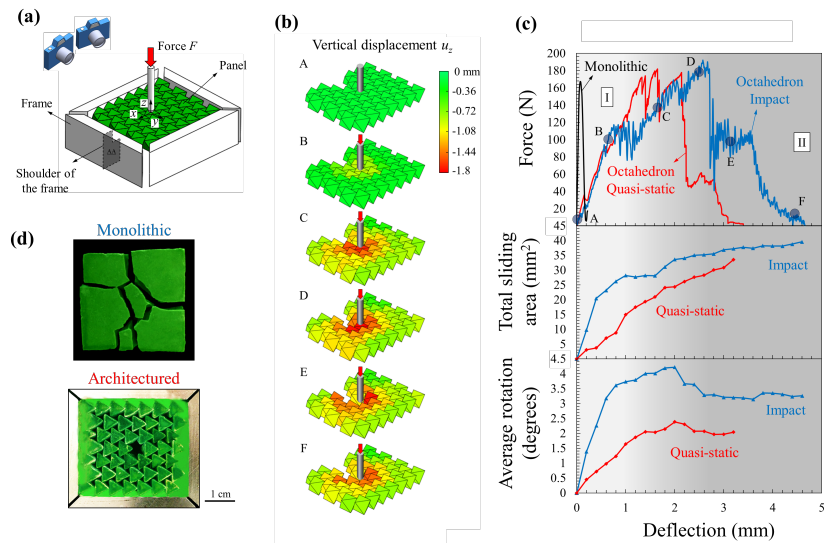 (a)
Force F
Panel
Frame
z
x
y
Shoulder of
the frame
(b)
Vertical displacement uz
A
0 mm
-0.36
-0.72
-1.08
-1.44
-1.8
B
C
D
E
F
(c)
Force (N)
200
180
160
140
120
100
80
60
40
20
Monolithic
I
II
A
B
C
D
E
F
Octahedron
Impact
Octahedron
Quasi-static
Total sliding
area (mm²)
45
40
35
30
25
20
15
10
5
Impact
Quasi-static
Average rotation
(degrees)
4.5
4
3.5
3
2.5
2
1.5
1
0.5
0
Impact
Quasi-static
0
1
2
3
4
5
Deflection (mm)
(d)
Monolithic
Architectured
1 cm